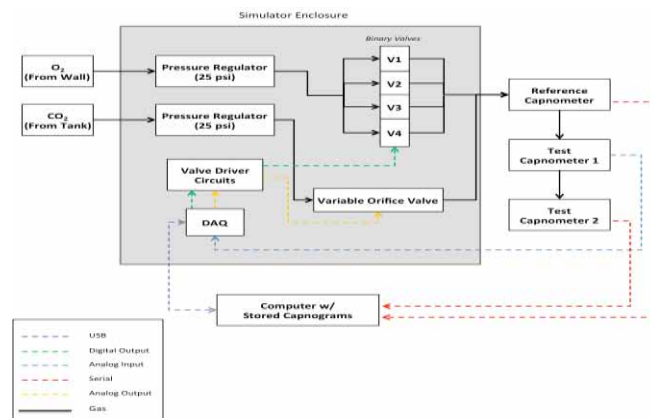 Simulator Enclosure
Binary Valves
O2
(From Wall)
Pressure Regulator
(25 psi)
V1
V2
V3
V4
CO2
(From Tank)
Pressure Regulator
(25 psi)
Reference
Capnometer
Test
Capnometer 1
Test
Capnometer 2
Valve Driver
Circuits
Variable Orifice Valve
DAQ
Computer w/
Stored Capnograms
USB
Digital Output
Analog Input
Serial
Analog Output
Gas